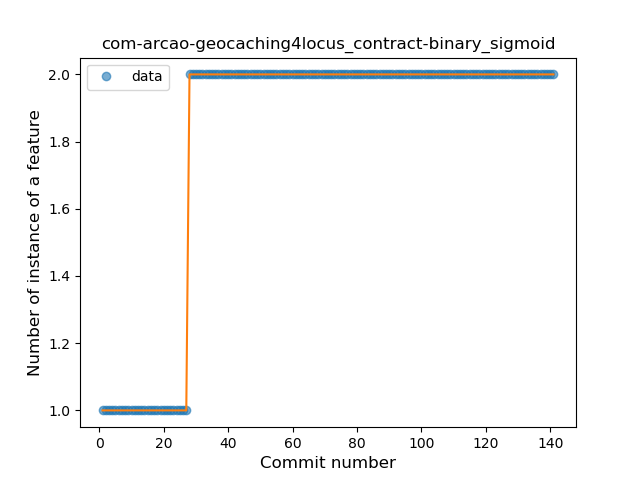 com-arcao-geocaching4locus_contract-binary_sigmoid
data
Number of instance of a feature
2.0
1.8
1.6
1.4
1.2
1.0
0 20 40 60 80 100 120 140
Commit number